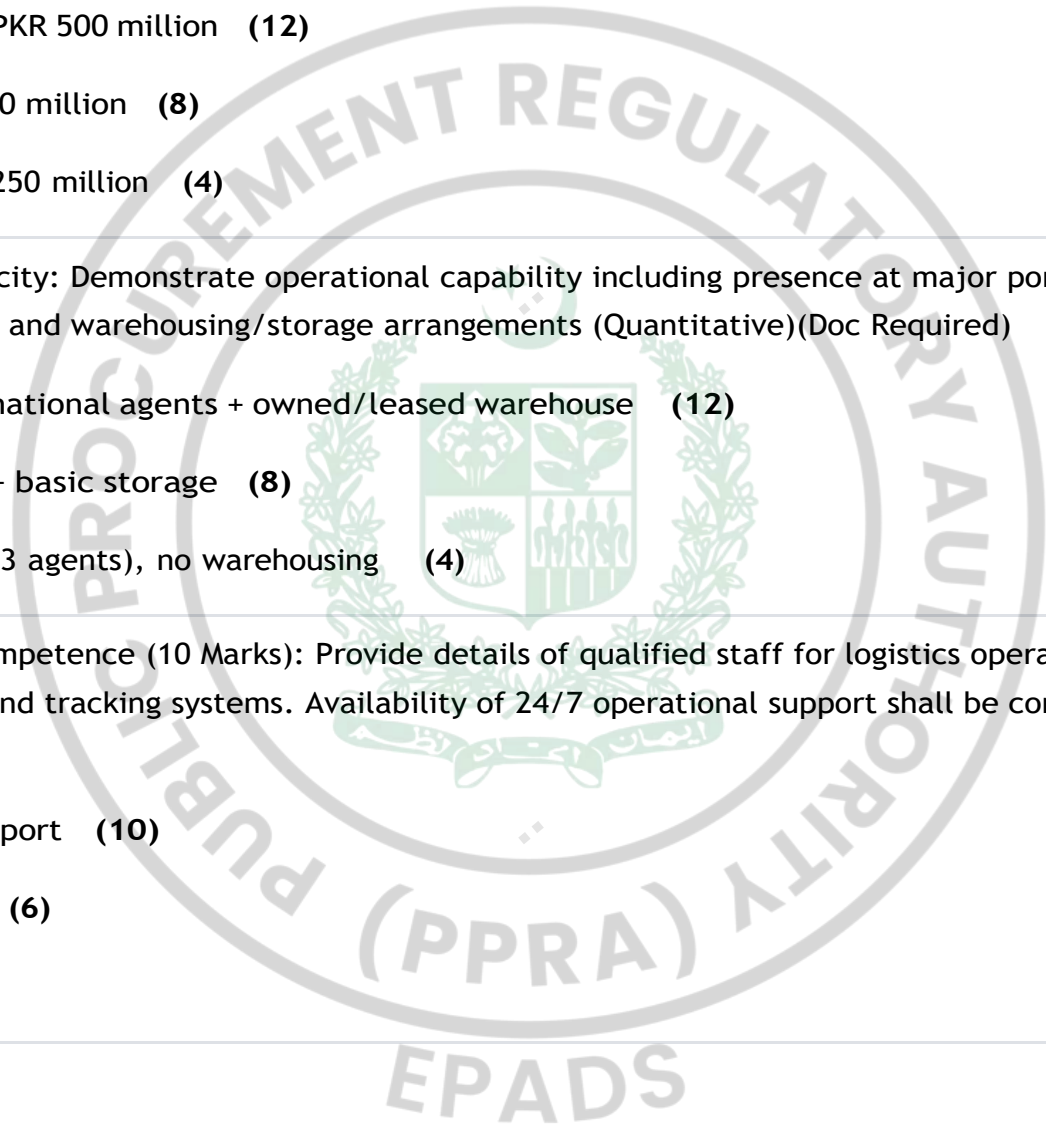 PKR 500 million (12)
0 million (8)
250 million (4)
city: Demonstrate operational capability including presence at major por
and warehousing/storage arrangements (Quantitative)(Doc Required)
national agents + owned/leased warehouse (12)
+ basic storage (8)
3 agents), no warehousing (4)
mpetence (10 Marks): Provide details of qualified staff for logistics opera
nd tracking systems. Availability of 24/7 operational support shall be con
port (10)
(6)
PUBLIC PROCUREMENT REGULATORY AUTHORITY
(PPRA)
EPADS